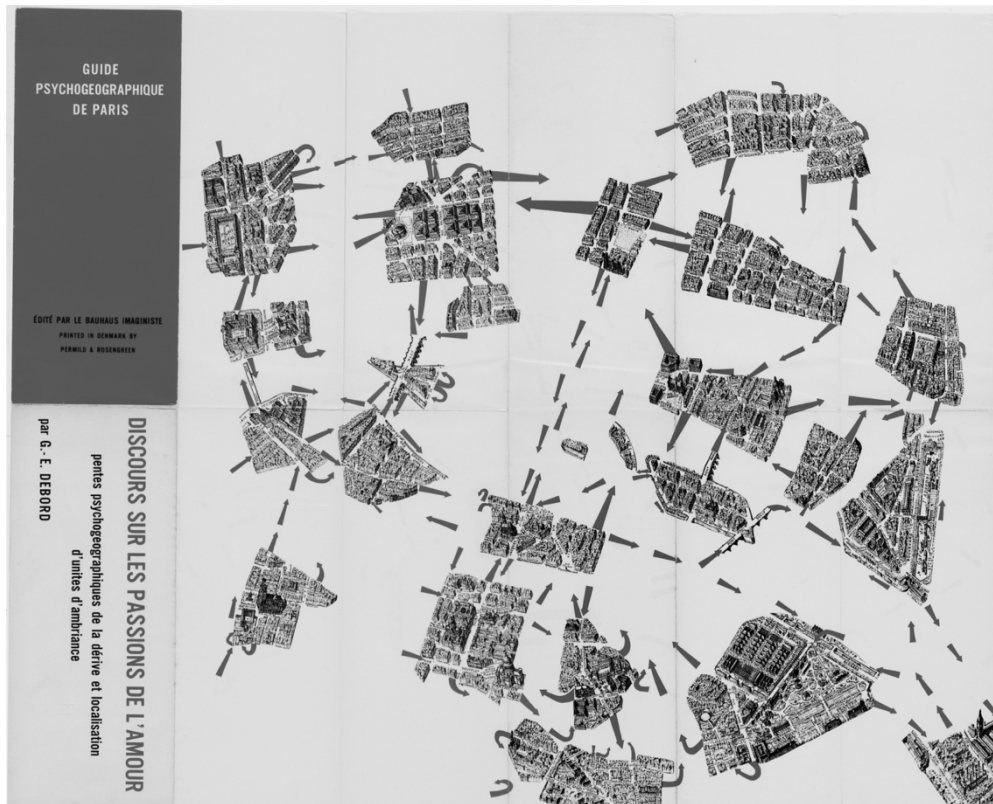 GUIDE
PSYCHOGEOGRAPHIQUE
DE PARIS
ÉDITÉ PAR LE BAUHAUS IMAGINISTE
PRINTED IN DENMARK BY
PERMILD & ROSENGREEN
DISCOURS SUR LES PASSIONS DE L'AMOUR
pentes psychogeographiques de la dérive et localisation
d'unites d'ambriance
par G.-E. DEBORD